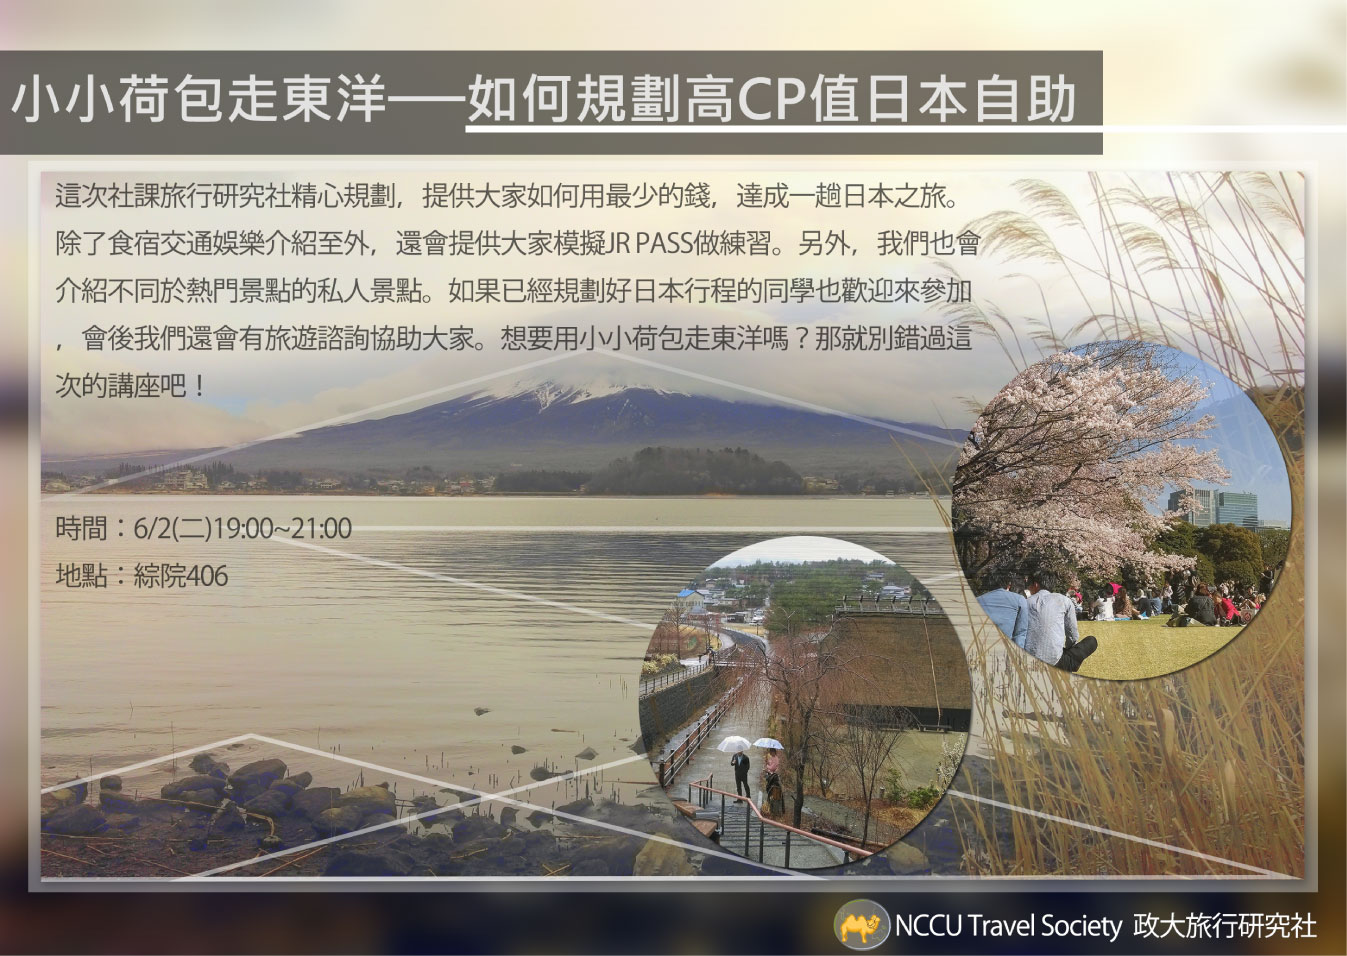 小小荷包走東洋──如何規劃高CP值日本自助
這次社課旅行研究社精心規劃，提供大家如何用最少的錢，達成一趟日本之旅。
除了食宿交通娛樂介紹至外，還會提供大家模擬JR PASS做練習。另外，我們也會
介紹不同於熱門景點的私人景點。如果已經規劃好日本行程的同學也歡迎來參加
，會後我們還會有旅遊諮詢協助大家。想要用小小荷包走東洋嗎？那就別錯過這
次的講座吧！
時間：6/2(二)19:00~21:00
地點：綜院406
NCCU Travel Society 政大旅行研究社